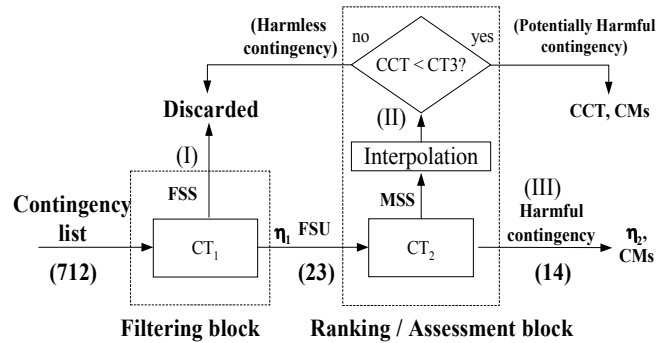 (Harmless
contingency)
no
yes
(Potentially Harmful
contingency)
CCT < CT3?
Discarded
(II)
CCT, CMs
(I)
Interpolation
FSS
MSS
(III)
Contingency
list
Harmful
contingency
CT1
η1 FSU
CT2
η2,
CMs
(712)
(23)
(14)
Filtering block
Ranking / Assessment block